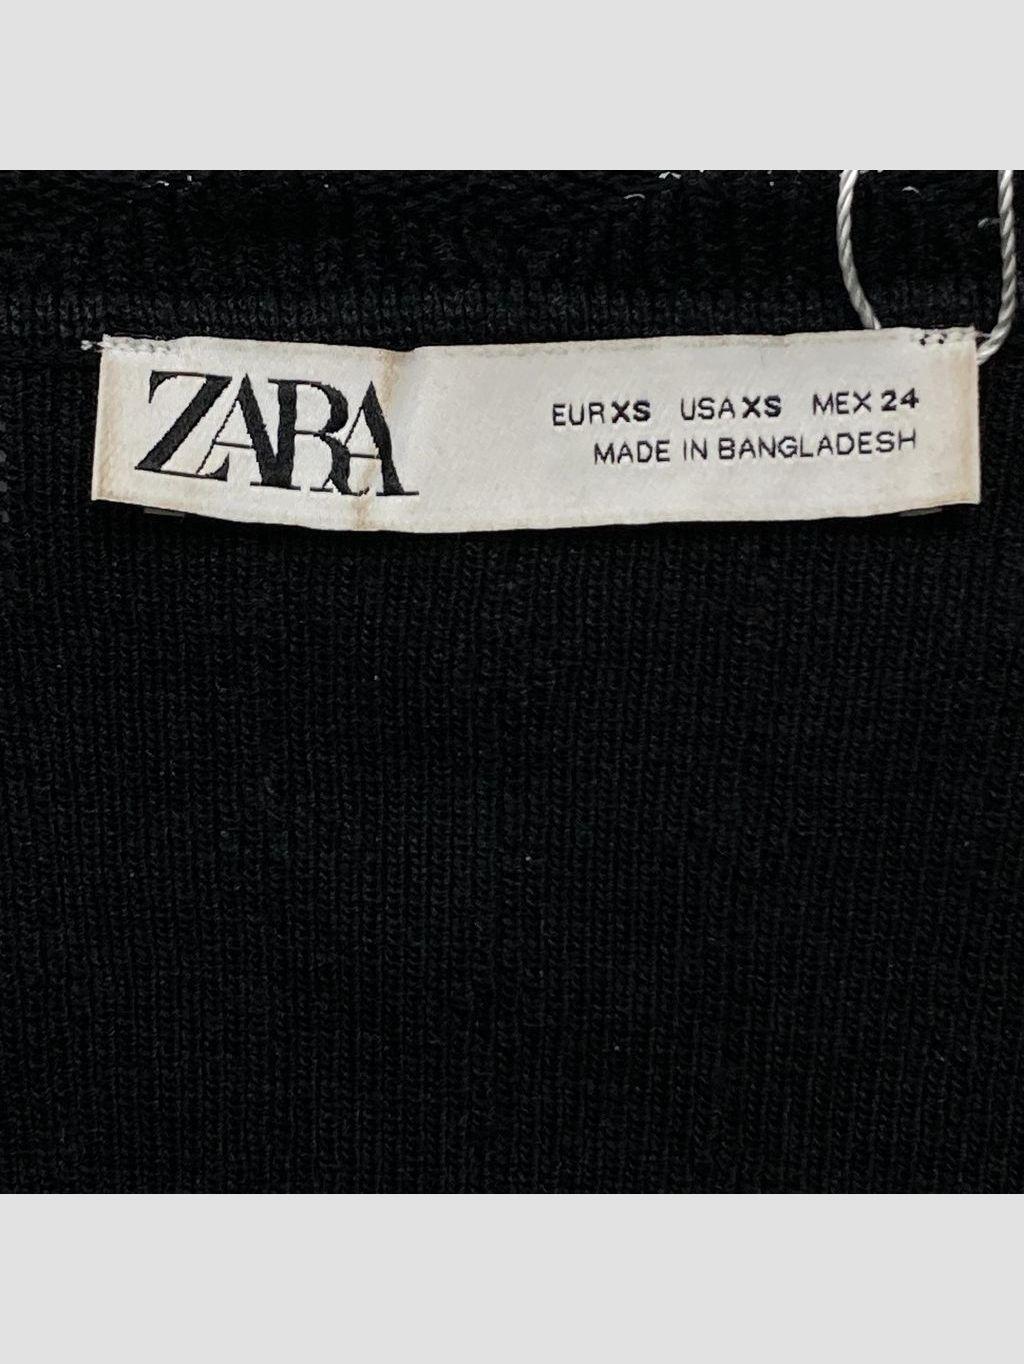 ZARA
EUR XS USA XS MEX 24
MADE IN BANGLADESH